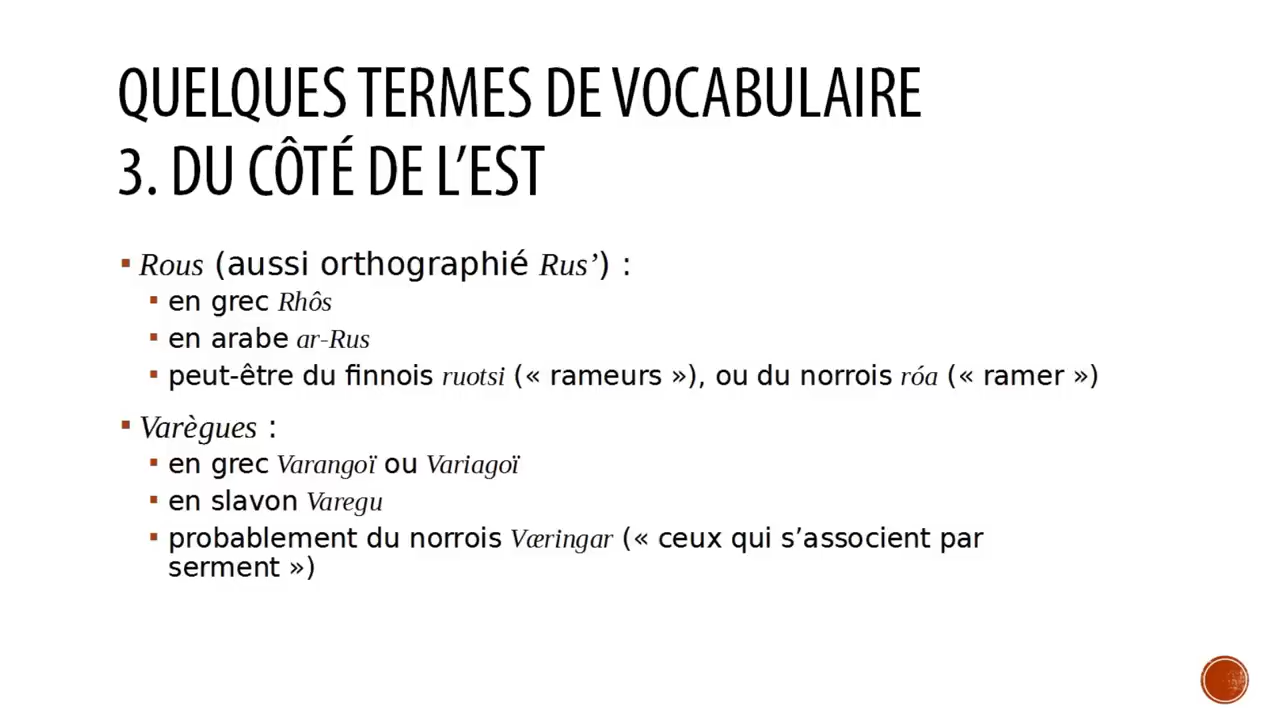 QUELQUES TERMES DE VOCABULAIRE
3. DU CÔTÉ DE L’EST
▪ Rous (aussi orthographié Rus’) :
▪ en grec Rhôs
▪ en arabe ar-Rus
▪ peut-être du finnois ruotsi (« rameurs »), ou du norrois róa (« ramer »)
▪ Varègues :
▪ en grec Varangoï ou Variagoï
▪ en slavon Varegu
▪ probablement du norrois Væringar (« ceux qui s’associent par
serment »)